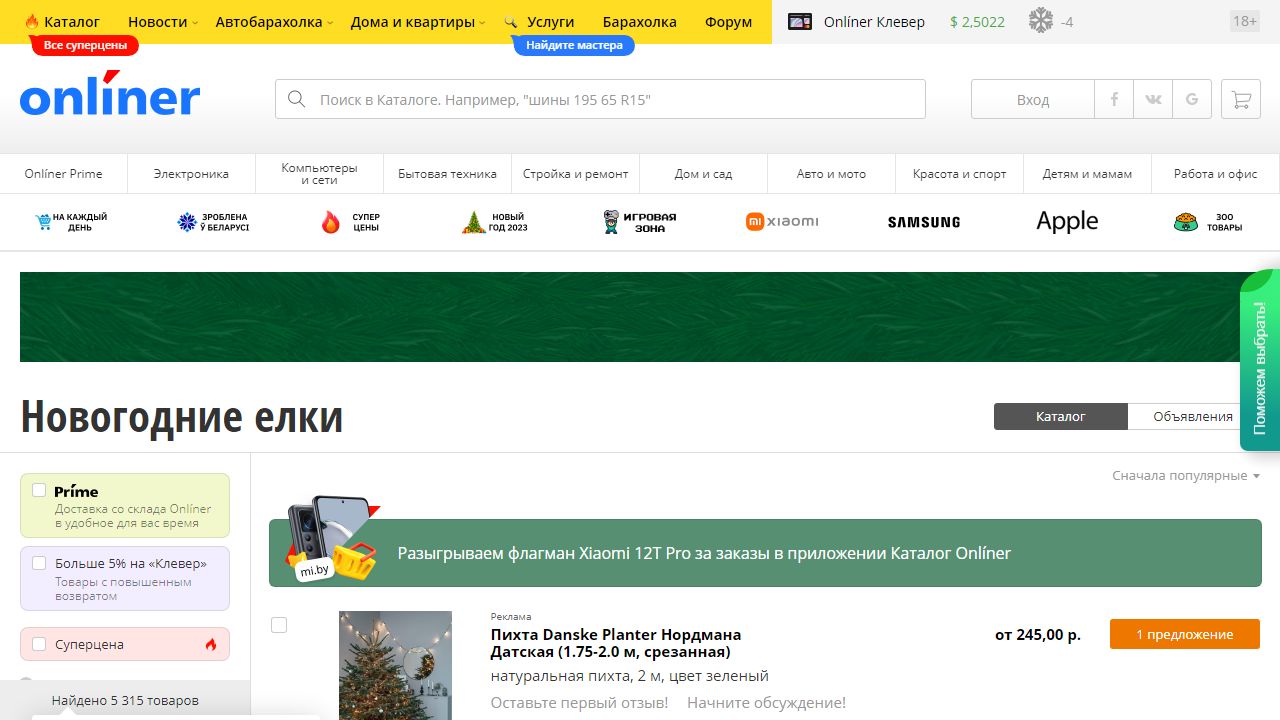 Каталог Новости Автобарахолка Дома и квартиры Услуги Барахолка Форум Onlíner Клевер $ 2,5022 -4 18+
Все суперцены Найдите мастера
onlíner
Поиск в Каталоге. Например, "шины 195 65 R15"
Вход
Onlíner Prime
Электроника
Компьютеры
и сети
Бытовая техника
Стройка и ремонт
Дом и сад
Авто и мото
Красота и спорт
Детям и мамам
Работа и офис
НА КАЖДЫЙ
ДЕНЬ
ЗРОБЛЕНА
Ў БЕЛАРУСІ
СУПЕР
ЦЕНЫ
НОВЫЙ
ГОД 2023
ИГРОВАЯ
ЗОНА
mi xiaomi
SAMSUNG
Apple
ЗОО
ТОВАРЫ
Поможем выбрать!
Новогодние елки
Каталог Объявления
Сначала популярные
Príme
Доставка со склада Onlíner
в удобное для вас время
Больше 5% на «Клевер»
Товары с повышенным
возвратом
Суперцена
Найдено 5 315 товаров
mi.by
Разыгрываем флагман Xiaomi 12T Pro за заказы в приложении Каталог Onlíner
Реклама
Пихта Danske Planter Нордмана
Датская (1.75-2.0 м, срезанная)
натуральная пихта, 2 м, цвет зеленый
Оставьте первый отзыв! Начните обсуждение!
от 245,00 р.
1 предложение